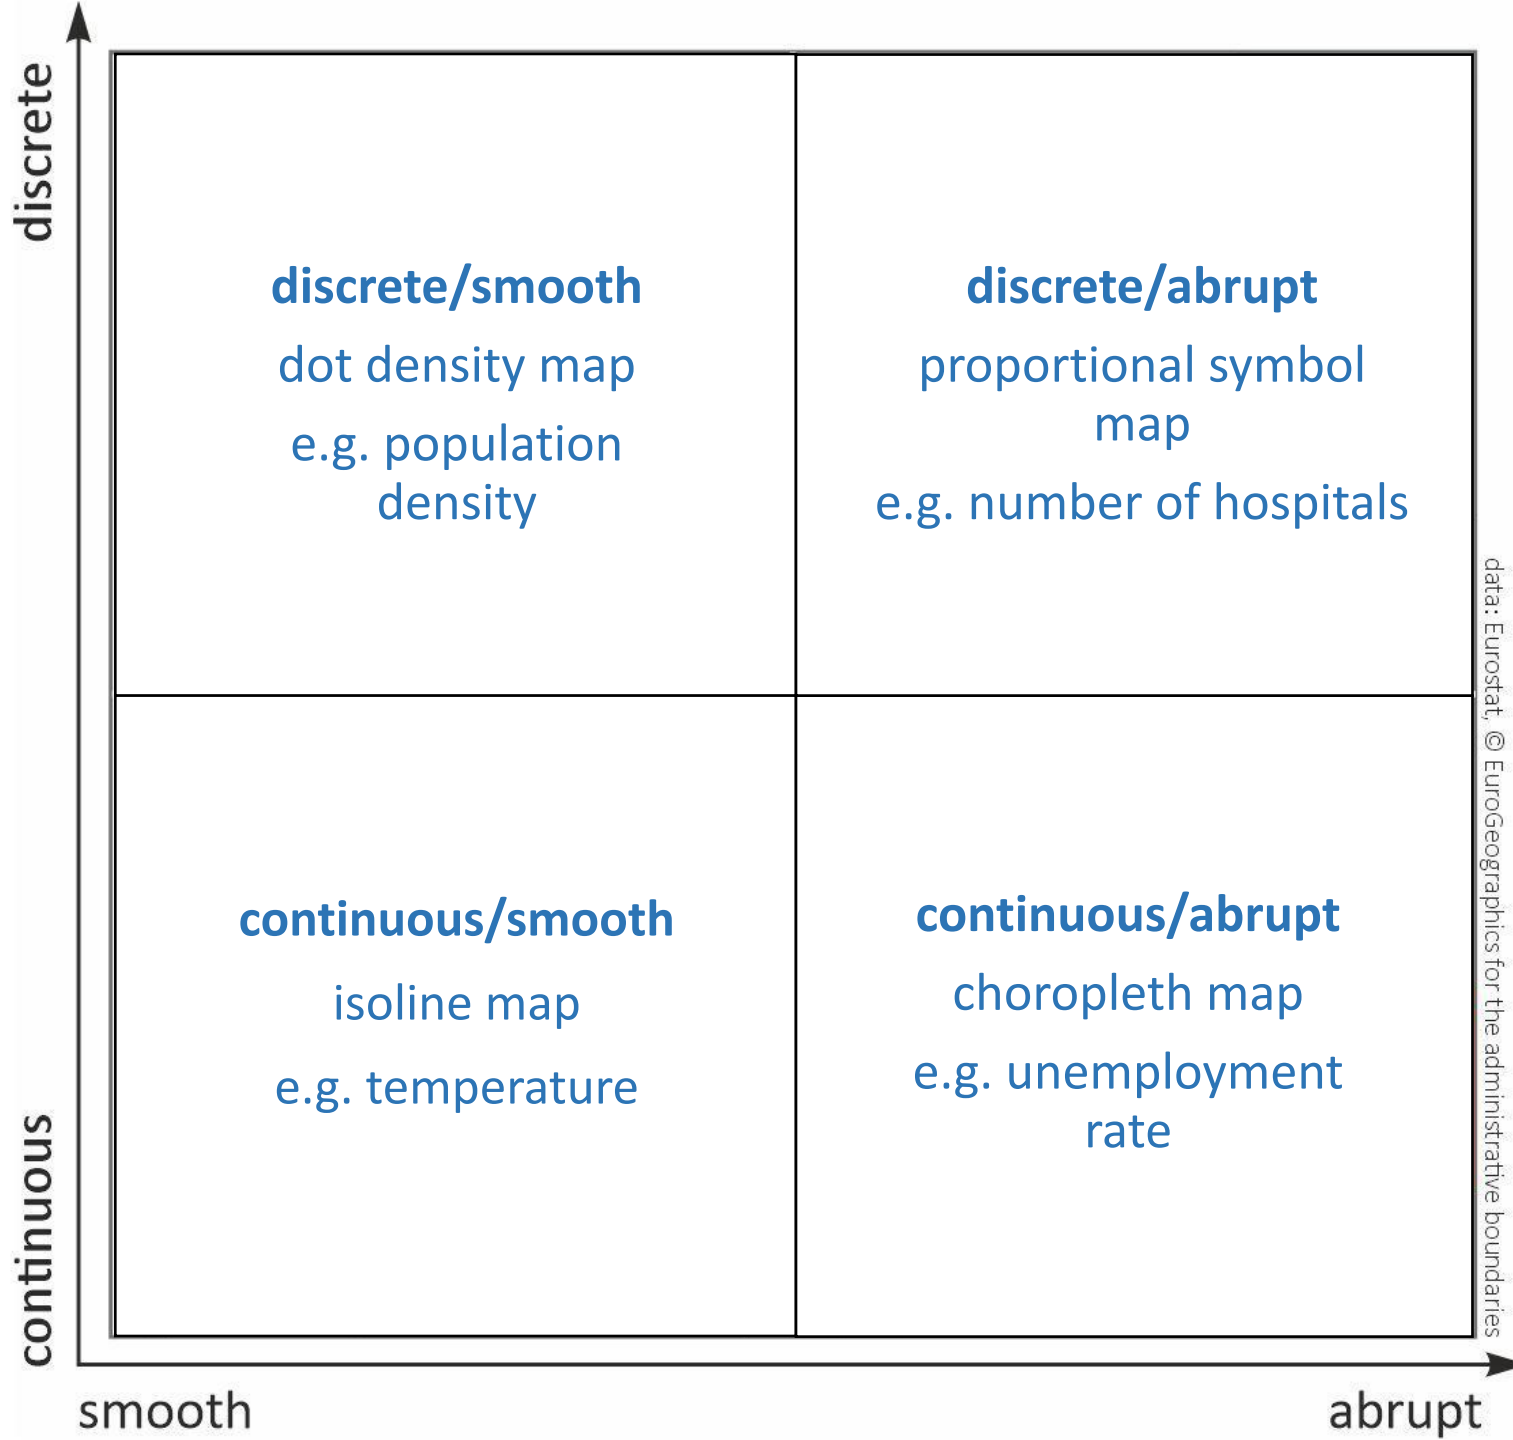 discrete
discrete/smooth
dot density map
e.g. population
density
discrete/abrupt
proportional symbol
map
e.g. number of hospitals
continuous/smooth
isoline map
e.g. temperature
continuous/abrupt
choropleth map
e.g. unemployment
rate
continuous
smooth
abrupt
data: Eurostat, © EuroGeographics for the administrative boundaries